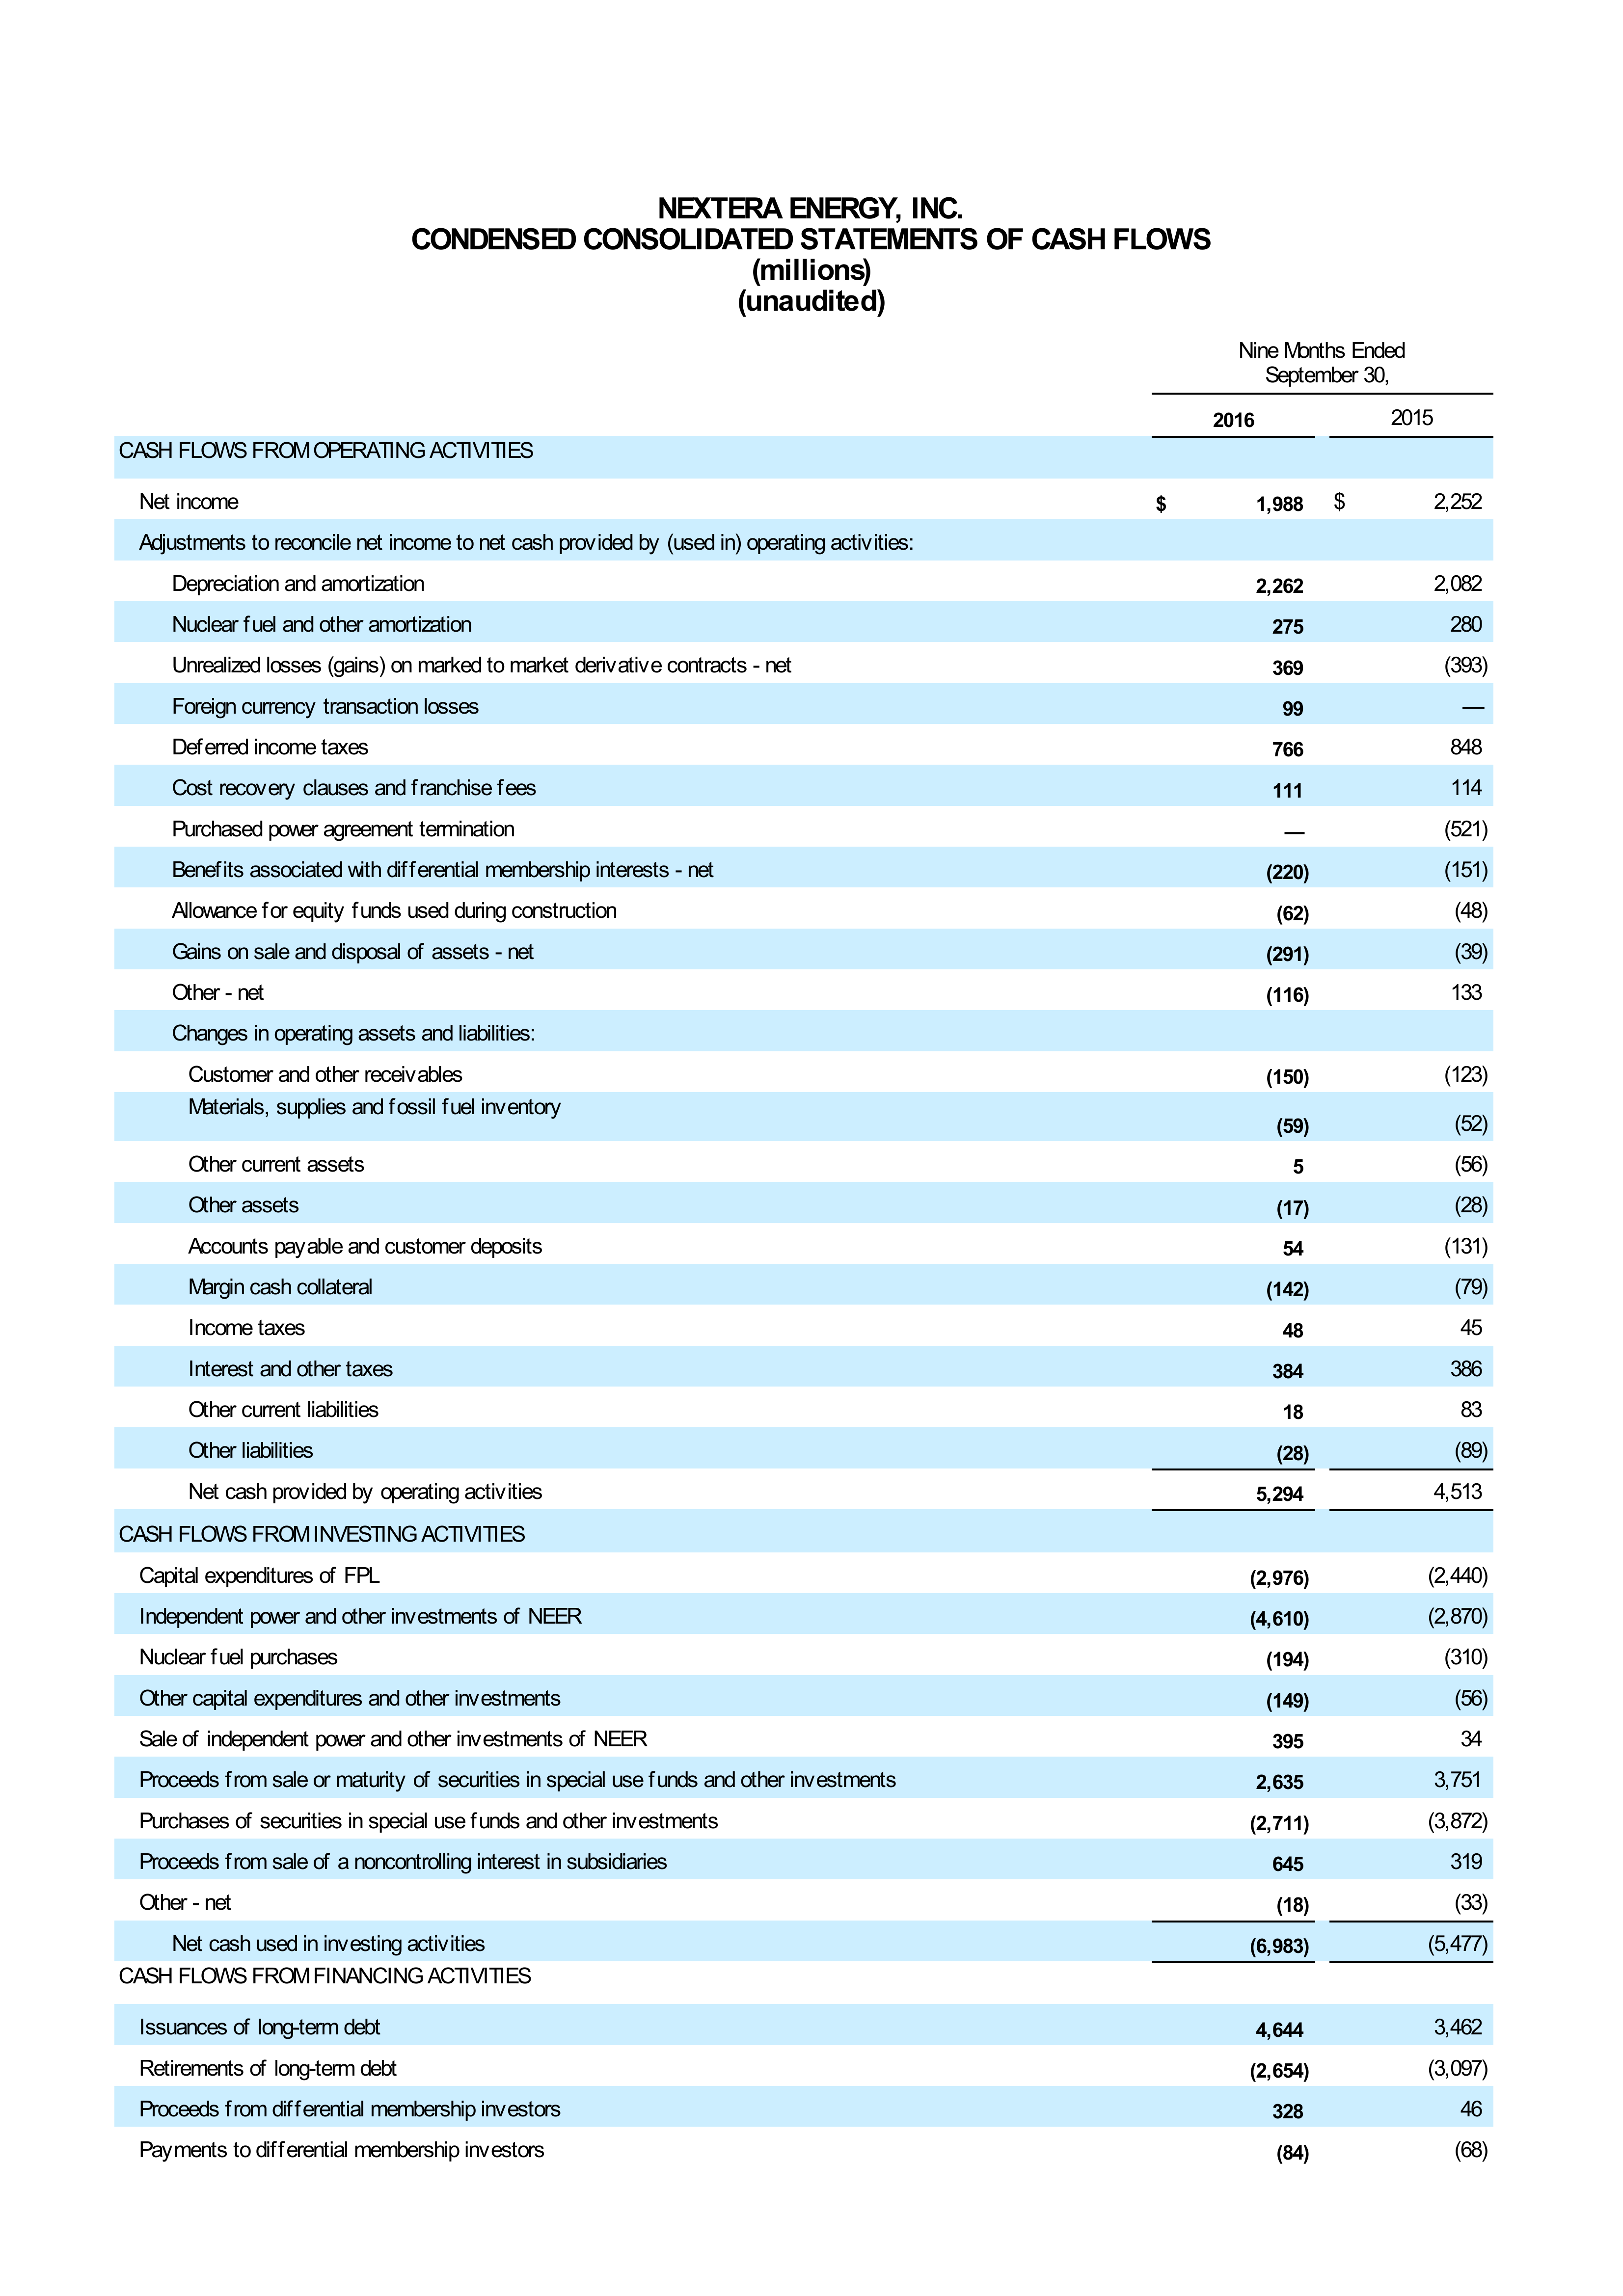 NEXTERA ENERGY, INC.
CONDENSED CONSOLIDATED STATEMENTS OF CASH FLOWS
(millions)
(unaudited)
Nine Months Ended
September 30,
2016 2015
CASH FLOWS FROM OPERATING ACTIVITIES
Net income $ 1,988 $ 2,252
Adjustments to reconcile net income to net cash provided by (used in) operating activities:
Depreciation and amortization 2,262 2,082
Nuclear fuel and other amortization 275 280
Unrealized losses (gains) on marked to market derivative contracts - net 369 (393)
Foreign currency transaction losses 99 —
Deferred income taxes 766 848
Cost recovery clauses and franchise fees 111 114
Purchased power agreement termination — (521)
Benefits associated with differential membership interests - net (220) (151)
Allowance for equity funds used during construction (62) (48)
Gains on sale and disposal of assets - net (291) (39)
Other - net (116) 133
Changes in operating assets and liabilities:
Customer and other receivables (150) (123)
Materials, supplies and fossil fuel inventory (59) (52)
Other current assets 5 (56)
Other assets (17) (28)
Accounts payable and customer deposits 54 (131)
Margin cash collateral (142) (79)
Income taxes 48 45
Interest and other taxes 384 386
Other current liabilities 18 83
Other liabilities (28) (89)
Net cash provided by operating activities 5,294 4,513
CASH FLOWS FROM INVESTING ACTIVITIES
Capital expenditures of FPL (2,976) (2,440)
Independent power and other investments of NEER (4,610) (2,870)
Nuclear fuel purchases (194) (310)
Other capital expenditures and other investments (149) (56)
Sale of independent power and other investments of NEER 395 34
Proceeds from sale or maturity of securities in special use funds and other investments 2,635 3,751
Purchases of securities in special use funds and other investments (2,711) (3,872)
Proceeds from sale of a noncontrolling interest in subsidiaries 645 319
Other - net (18) (33)
Net cash used in investing activities (6,983) (5,477)
CASH FLOWS FROM FINANCING ACTIVITIES
Issuances of long-term debt 4,644 3,462
Retirements of long-term debt (2,654) (3,097)
Proceeds from differential membership investors 328 46
Payments to differential membership investors (84) (68)